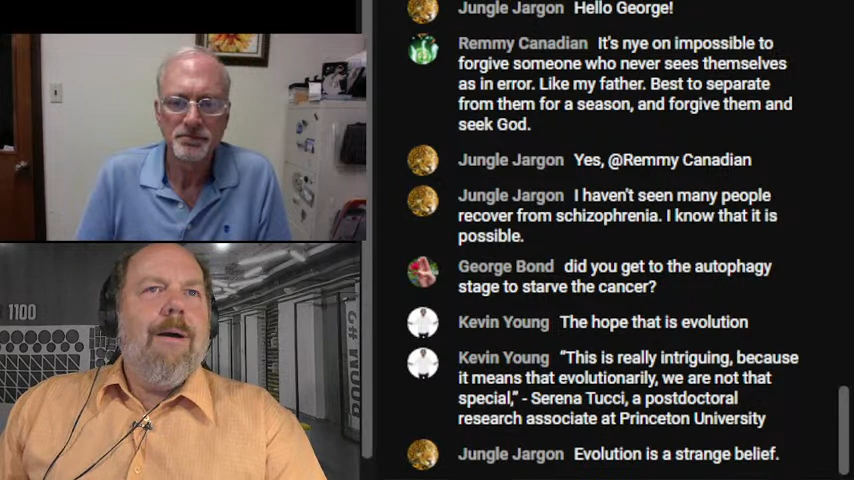 Jungle Jargon Hello George!
Remmy Canadian It's nye on impossible to
forgive someone who never sees themselves
as in error. Like my father. Best to separate
from them for a season, and forgive them and
seek God.
Jungle Jargon Yes, @Remmy Canadian
Jungle Jargon I haven't seen many people
recover from schizophrenia. I know that it is
possible.
George Bond did you get to the autophagy
stage to starve the cancer?
Kevin Young The hope that is evolution
Kevin Young “This is really intriguing, because
it means that evolutionarily, we are not that
special,” - Serena Tucci, a postdoctoral
research associate at Princeton University
Jungle Jargon Evolution is a strange belief.
1100